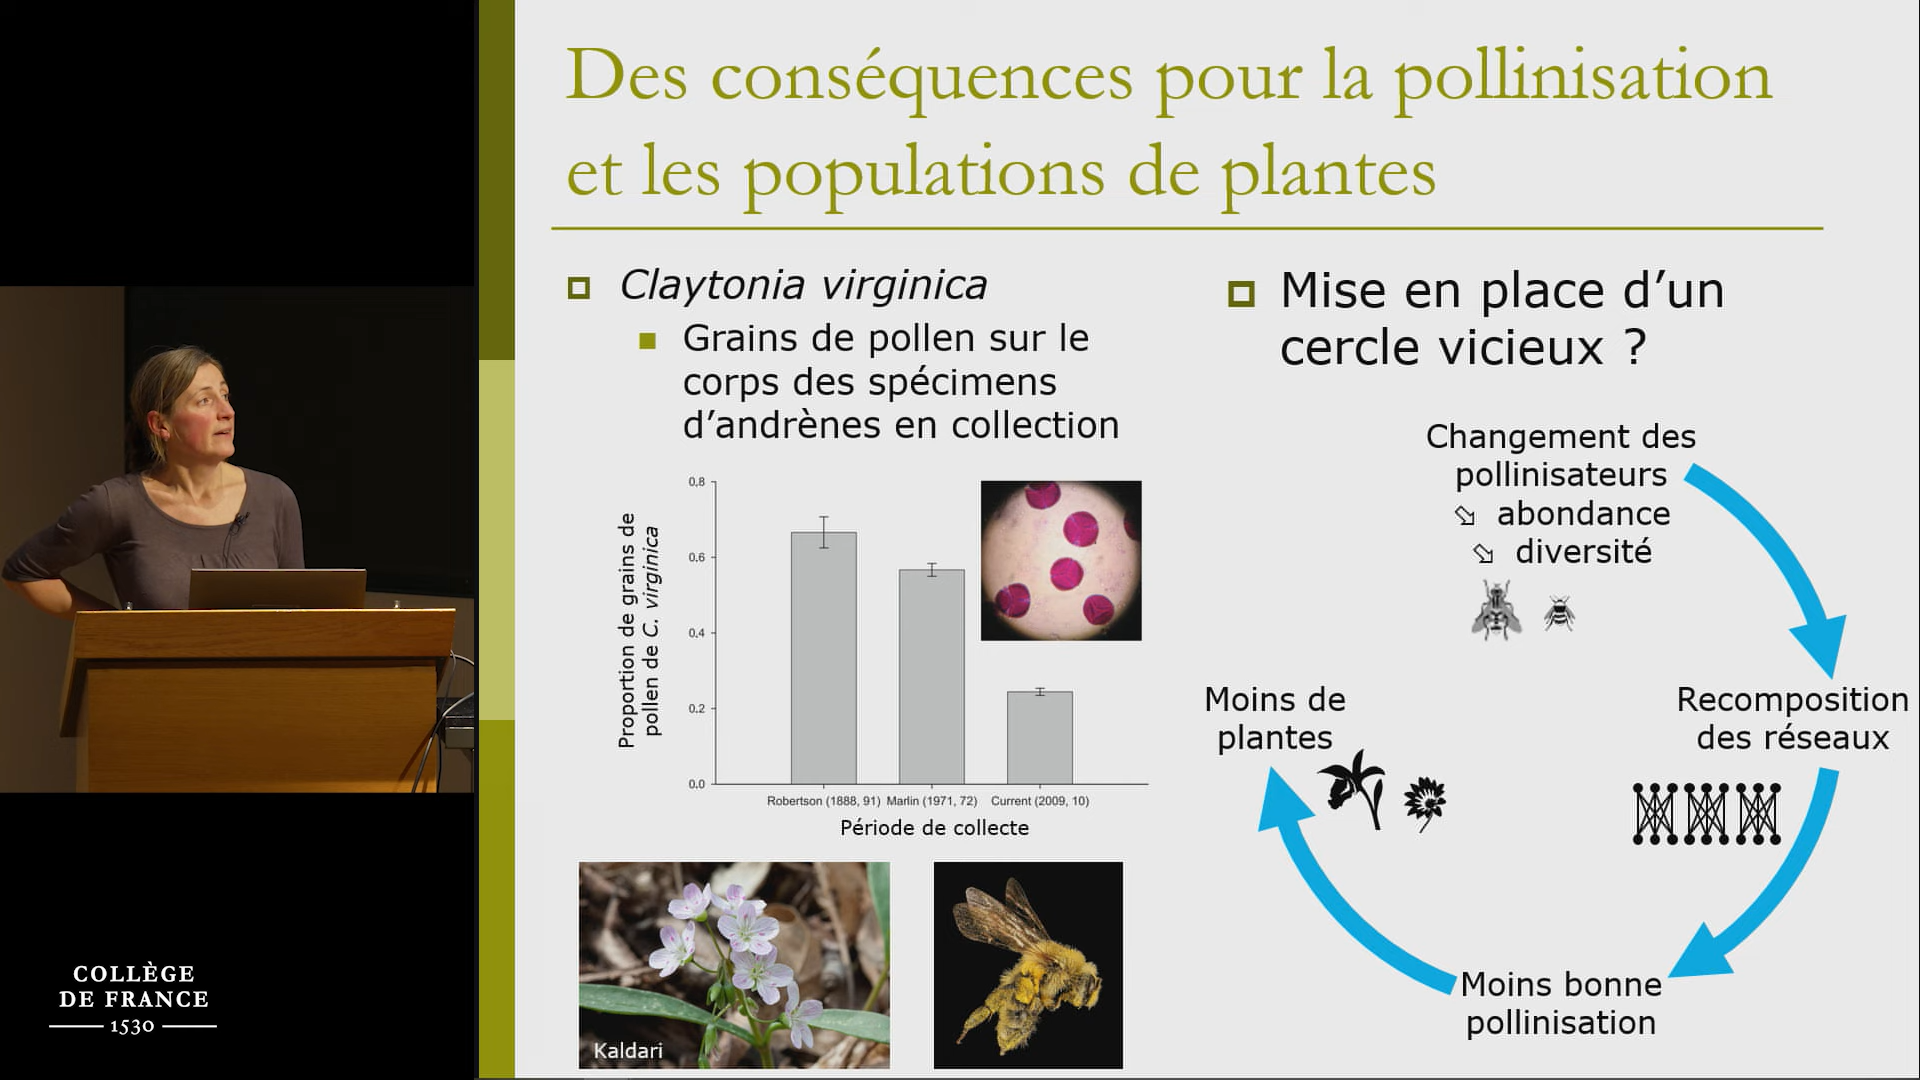 Des conséquences pour la pollinisation
et les populations de plantes
Claytonia virginica
Grains de pollen sur le
corps des spécimens
d’andrènes en collection
Proportion de grains de
pollen de C. virginica
0.8
0.6
0.4
0.2
0.0
Robertson (1888, 91) Marlin (1971, 72) Current (2009, 10)
Période de collecte
Kaldari
Mise en place d’un
cercle vicieux ?
Changement des
pollinisateurs
abondance
diversité
Recomposition
des réseaux
Moins bonne
pollinisation
Moins de
plantes
COLLÈGE
DE FRANCE
1530